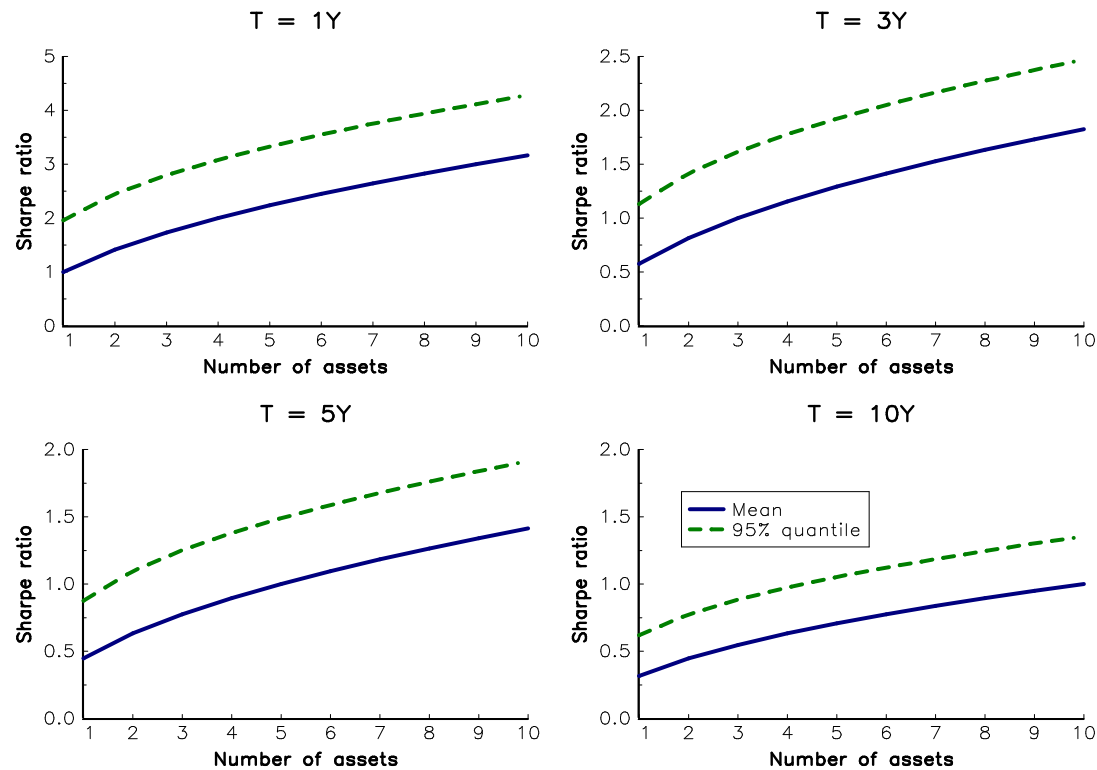 T = 1Y
5
4
3
2
1
0
Sharpe ratio
1 2 3 4 5 6 7 8 9 10
Number of assets
T = 3Y
2.5
2.0
1.5
1.0
0.5
0.0
Sharpe ratio
1 2 3 4 5 6 7 8 9 10
Number of assets
T = 5Y
2.0
1.5
1.0
0.5
0.0
Sharpe ratio
1 2 3 4 5 6 7 8 9 10
Number of assets
T = 10Y
2.0
1.5
1.0
0.5
0.0
Sharpe ratio
Mean
95% quantile
1 2 3 4 5 6 7 8 9 10
Number of assets